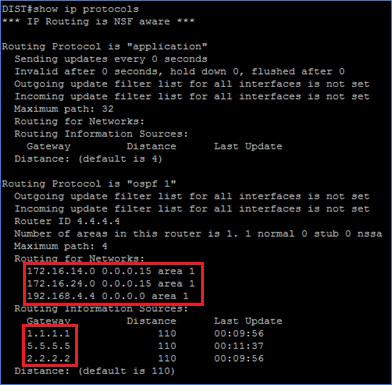 DIST#show ip protocols
*** IP Routing is NSF aware ***
Routing Protocol is "application"
Sending updates every 0 seconds
Invalid after 0 seconds, hold down 0, flushed after 0
Outgoing update filter list for all interfaces is not set
Incoming update filter list for all interfaces is not set
Maximum path: 32
Routing for Networks:
Routing Information Sources:
Gateway Distance Last Update
Distance: (default is 4)
Routing Protocol is "ospf 1"
Outgoing update filter list for all interfaces is not set
Incoming update filter list for all interfaces is not set
Router ID 4.4.4.4
Number of areas in this router is 1. 1 normal 0 stub 0 nssa
Maximum path: 4
Routing for Networks:
172.16.14.0 0.0.0.15 area 1
172.16.24.0 0.0.0.15 area 1
192.168.4.4 0.0.0.0 area 1
Routing Information Sources:
Gateway Distance Last Update
1.1.1.1 110 00:09:56
5.5.5.5 110 00:11:37
2.2.2.2 110 00:09:56
Distance: (default is 110)